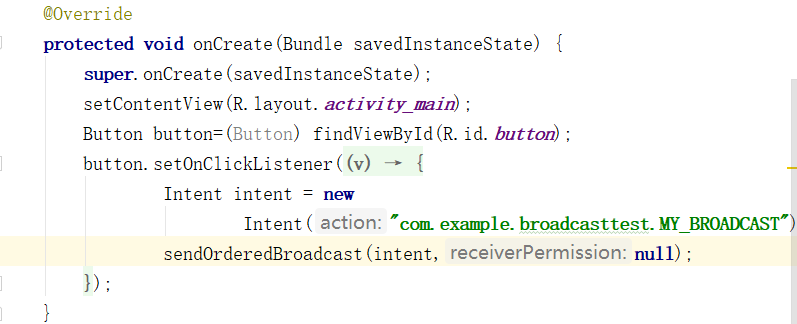 @Override
protected void onCreate(Bundle savedInstanceState) {
super.onCreate(savedInstanceState);
setContentView(R.layout.activity_main);
Button button=(Button) findViewById(R.id.button);
button.setOnClickListener((v) → {
Intent intent = new
Intent( action: "com.example.broadcasttest.MY_BROADCAST")
sendOrderedBroadcast(intent, receiverPermission: null);
});
}